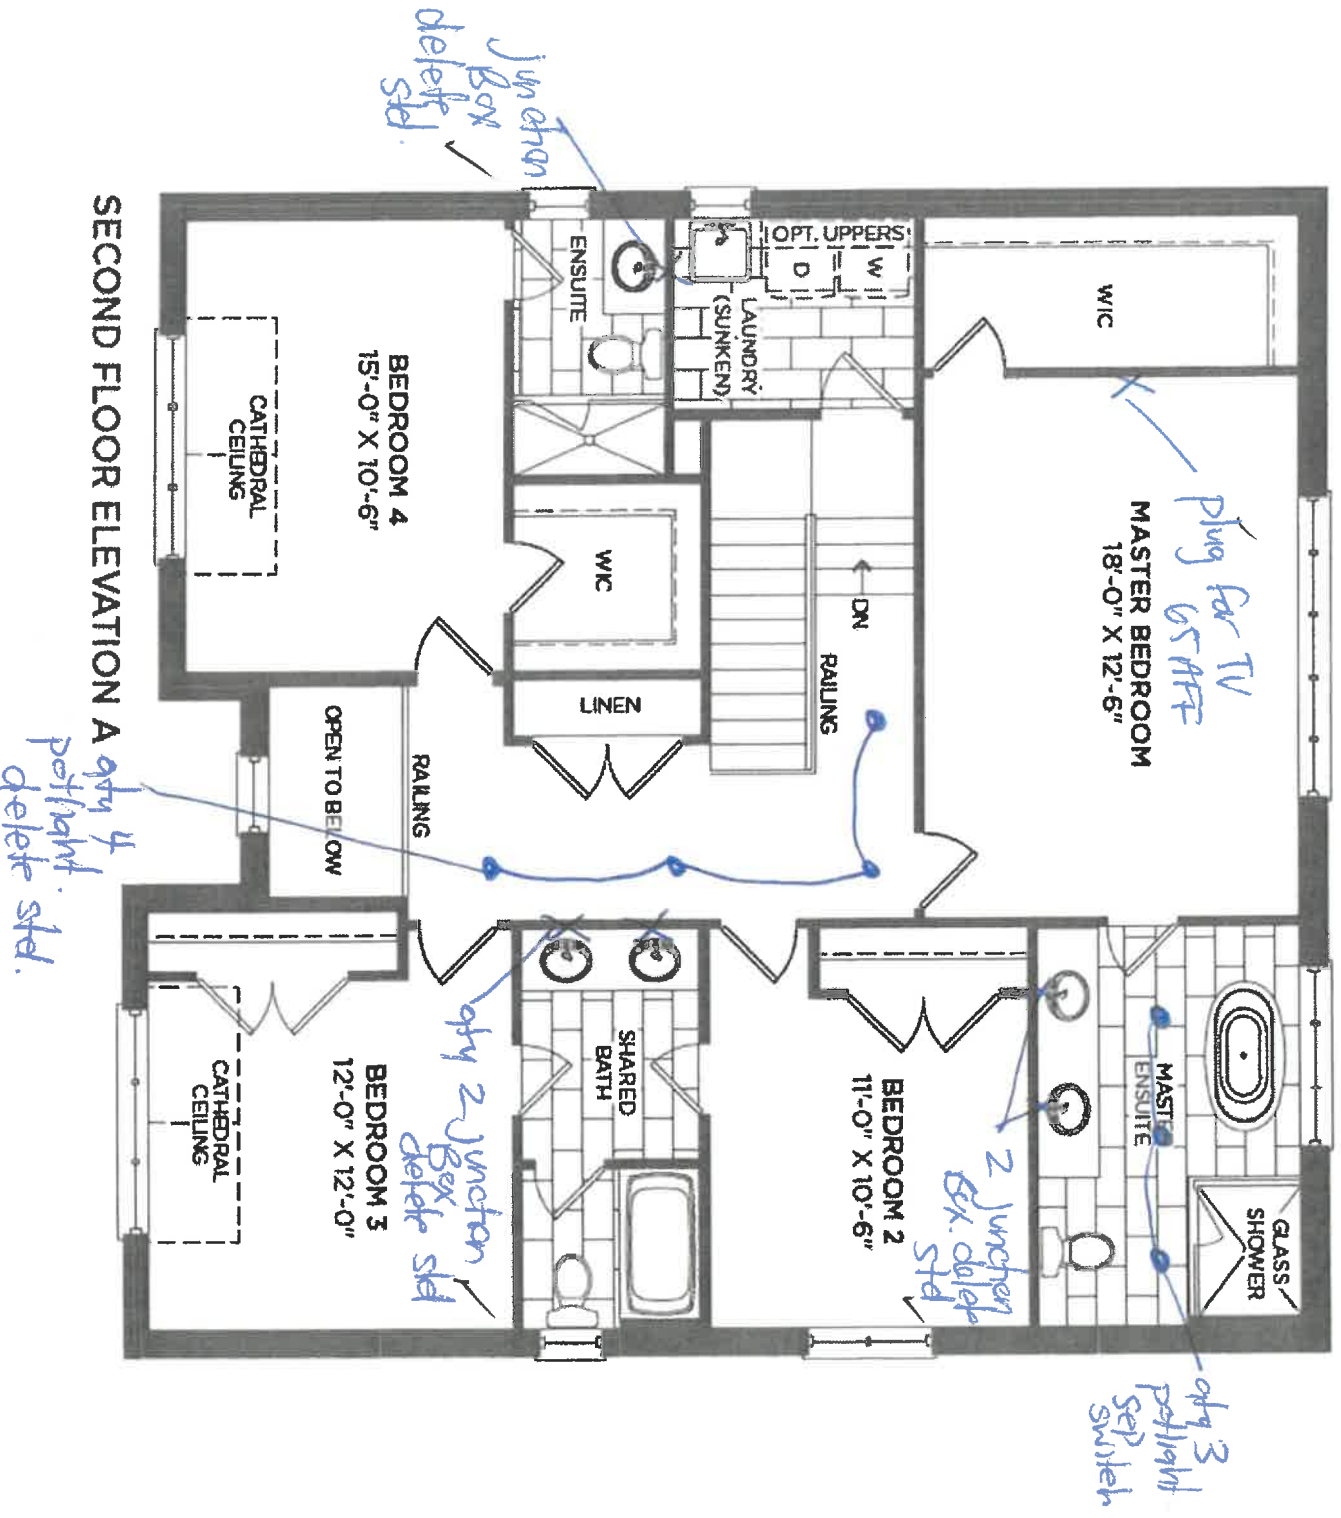 junction
Box
delete
std.
WIC
OPT. UPPERS
W
D
LAUNDRY
(SUNKEN)
ENSUITE
BEDROOM 4
15'-0" X 10'-6"
CATHEDRAL
CEILING
plug for TV
65 AFF
MASTER BEDROOM
18'-0" X 12'-6"
WIC
DN
RAILING
LINEN
RAILING
OPEN TO BELOW
SECOND FLOOR ELEVATION A
qty 4
potlight
delete std.
GLASS
SHOWER
MASTER
ENSUITE
2 junction
Box. delete
std
BEDROOM 2
11'-0" X 10'-6"
SHARED
BATH
qty 2 junction
Box
delete std
BEDROOM 3
12'-0" X 12'-0"
CATHEDRAL
CEILING
qty 3
potlight
sep
switch